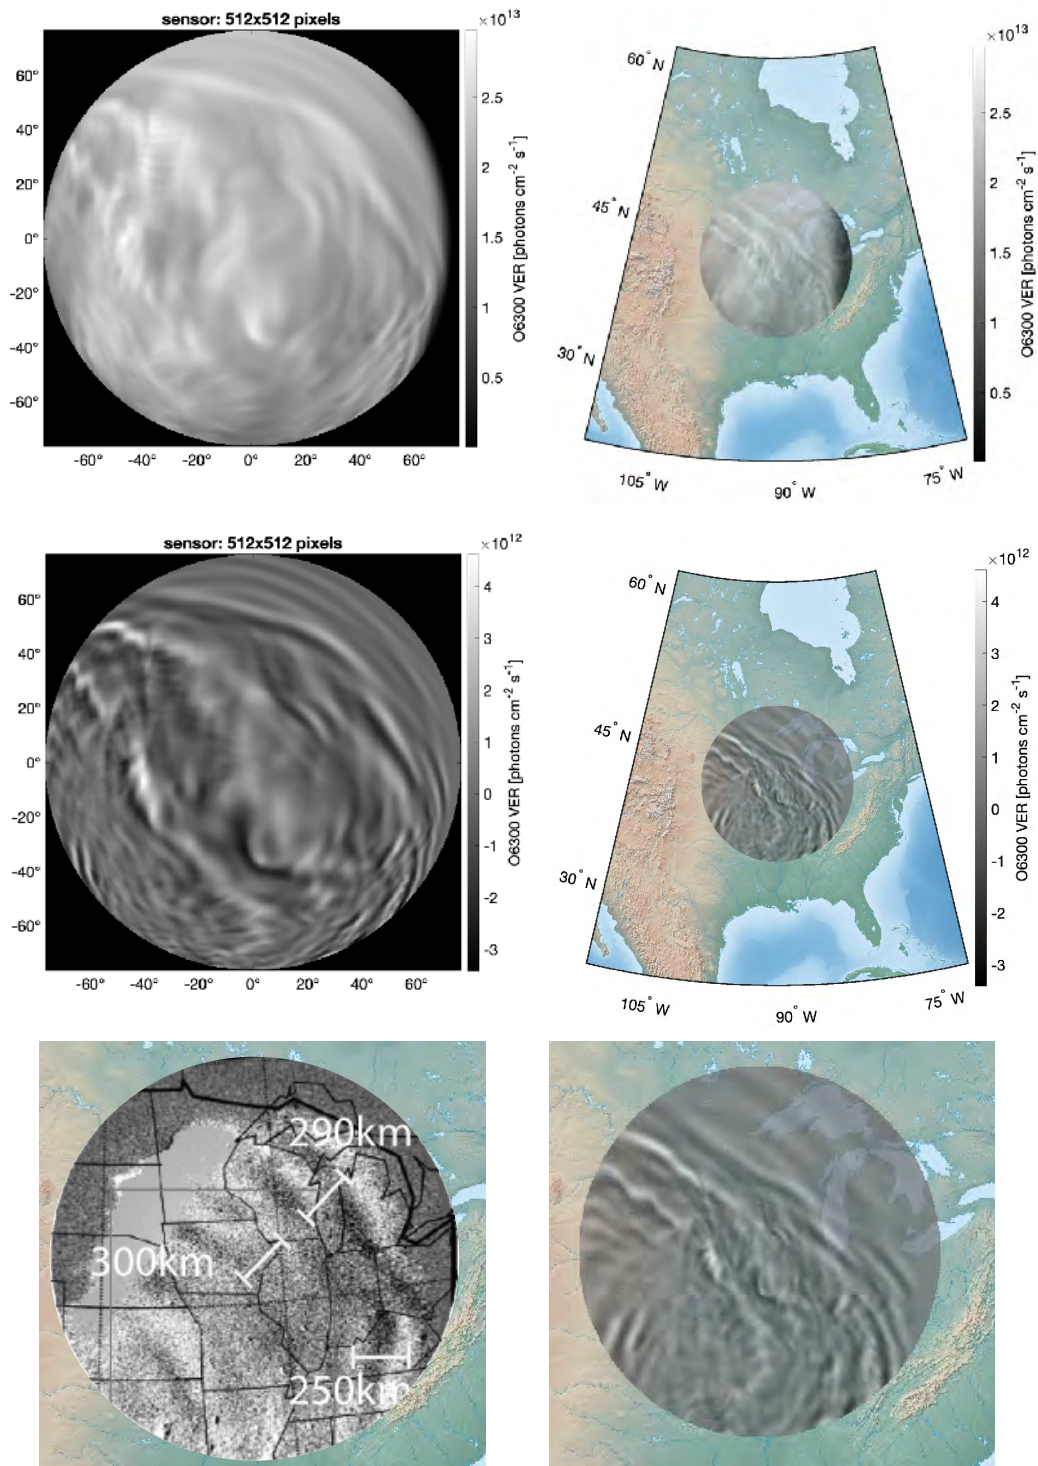 sensor: 512x512 pixels
×10¹³
60°
40°
20°
0°
-20°
-40°
-60°
-60°
-40°
-20°
0°
20°
40°
60°
2.5
2
1.5
1
0.5
O6300 VER [photons cm⁻² s⁻¹]
×10¹³
60° N
45° N
30° N
105° W
90° W
75° W
2.5
2
1.5
1
0.5
O6300 VER [photons cm⁻² s⁻¹]
sensor: 512x512 pixels
×10¹²
60°
40°
20°
0°
-20°
-40°
-60°
-60°
-40°
-20°
0°
20°
40°
60°
4
3
2
1
0
-1
-2
-3
O6300 VER [photons cm⁻² s⁻¹]
×10¹²
60° N
45° N
30° N
105° W
90° W
75° W
4
3
2
1
0
-1
-2
-3
O6300 VER [photons cm⁻² s⁻¹]
290km
300km
250km